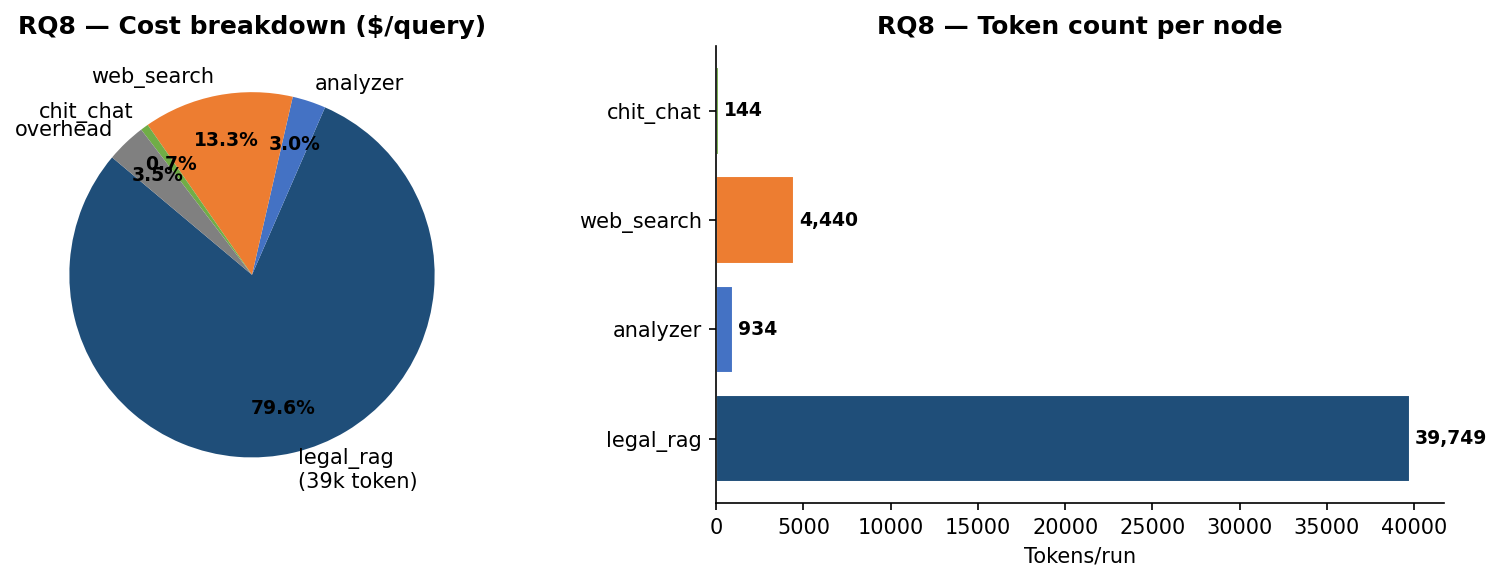 RQ8 — Cost breakdown ($/query)
web_search
analyzer
chit_chat
overhead
13.3%
3.0%
0.7%
3.5%
79.6%
legal_rag
(39k token)
RQ8 — Token count per node
chit_chat
144
web_search
4,440
analyzer
934
legal_rag
39,749
0 5000 10000 15000 20000 25000 30000 35000 40000
Tokens/run